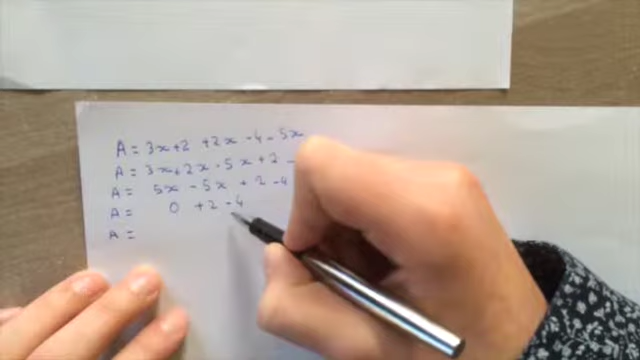 A = 3x + 2 + 2x - 4 - 5x
A = 3x + 2x - 5x + 2 -
A = 5x - 5x + 2 - 4
A = 0 + 2 - 4
A =